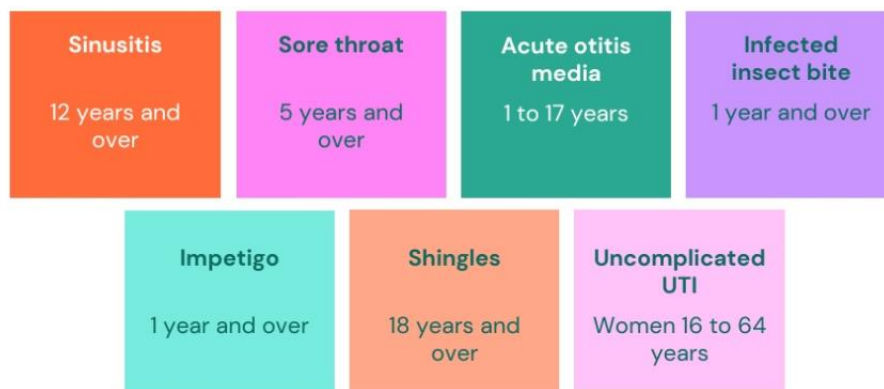 Sinusitis
12 years and
over
Sore throat
5 years and
over
Acute otitis
media
1 to 17 years
Infected
insect bite
1 year and over
Impetigo
1 year and over
Shingles
18 years and
over
Uncomplicated
UTI
Women 16 to 64
years